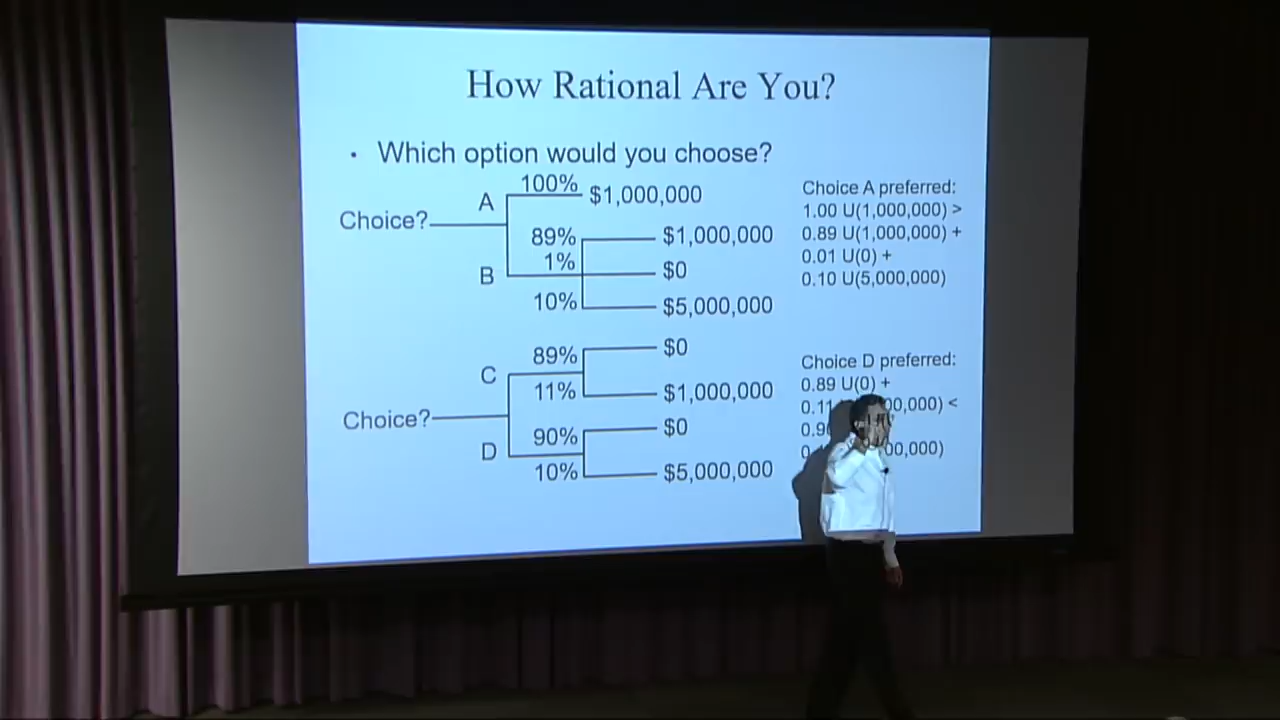 How Rational Are You?
• Which option would you choose?
Choice?
A
100%
$1,000,000
B
89%
$1,000,000
1%
$0
10%
$5,000,000
Choice A preferred:
1.00 U(1,000,000) >
0.89 U(1,000,000) +
0.01 U(0) +
0.10 U(5,000,000)
Choice?
C
89%
$0
11%
$1,000,000
D
90%
$0
10%
$5,000,000
Choice D preferred:
0.89 U(0) +